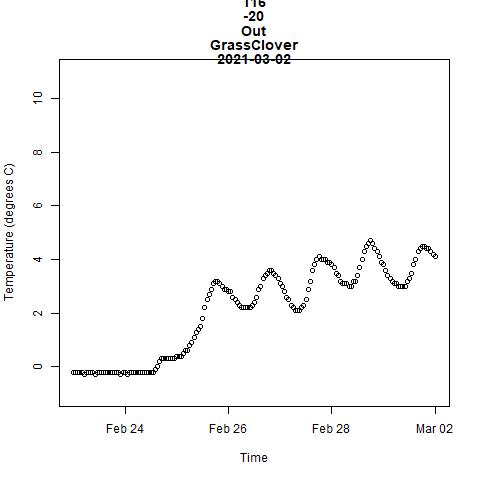 T16
-20
Out
GrassClover
2021-03-02
Temperature (degrees C)
10
8
6
4
2
0
Feb 24 Feb 26 Feb 28 Mar 02
Time